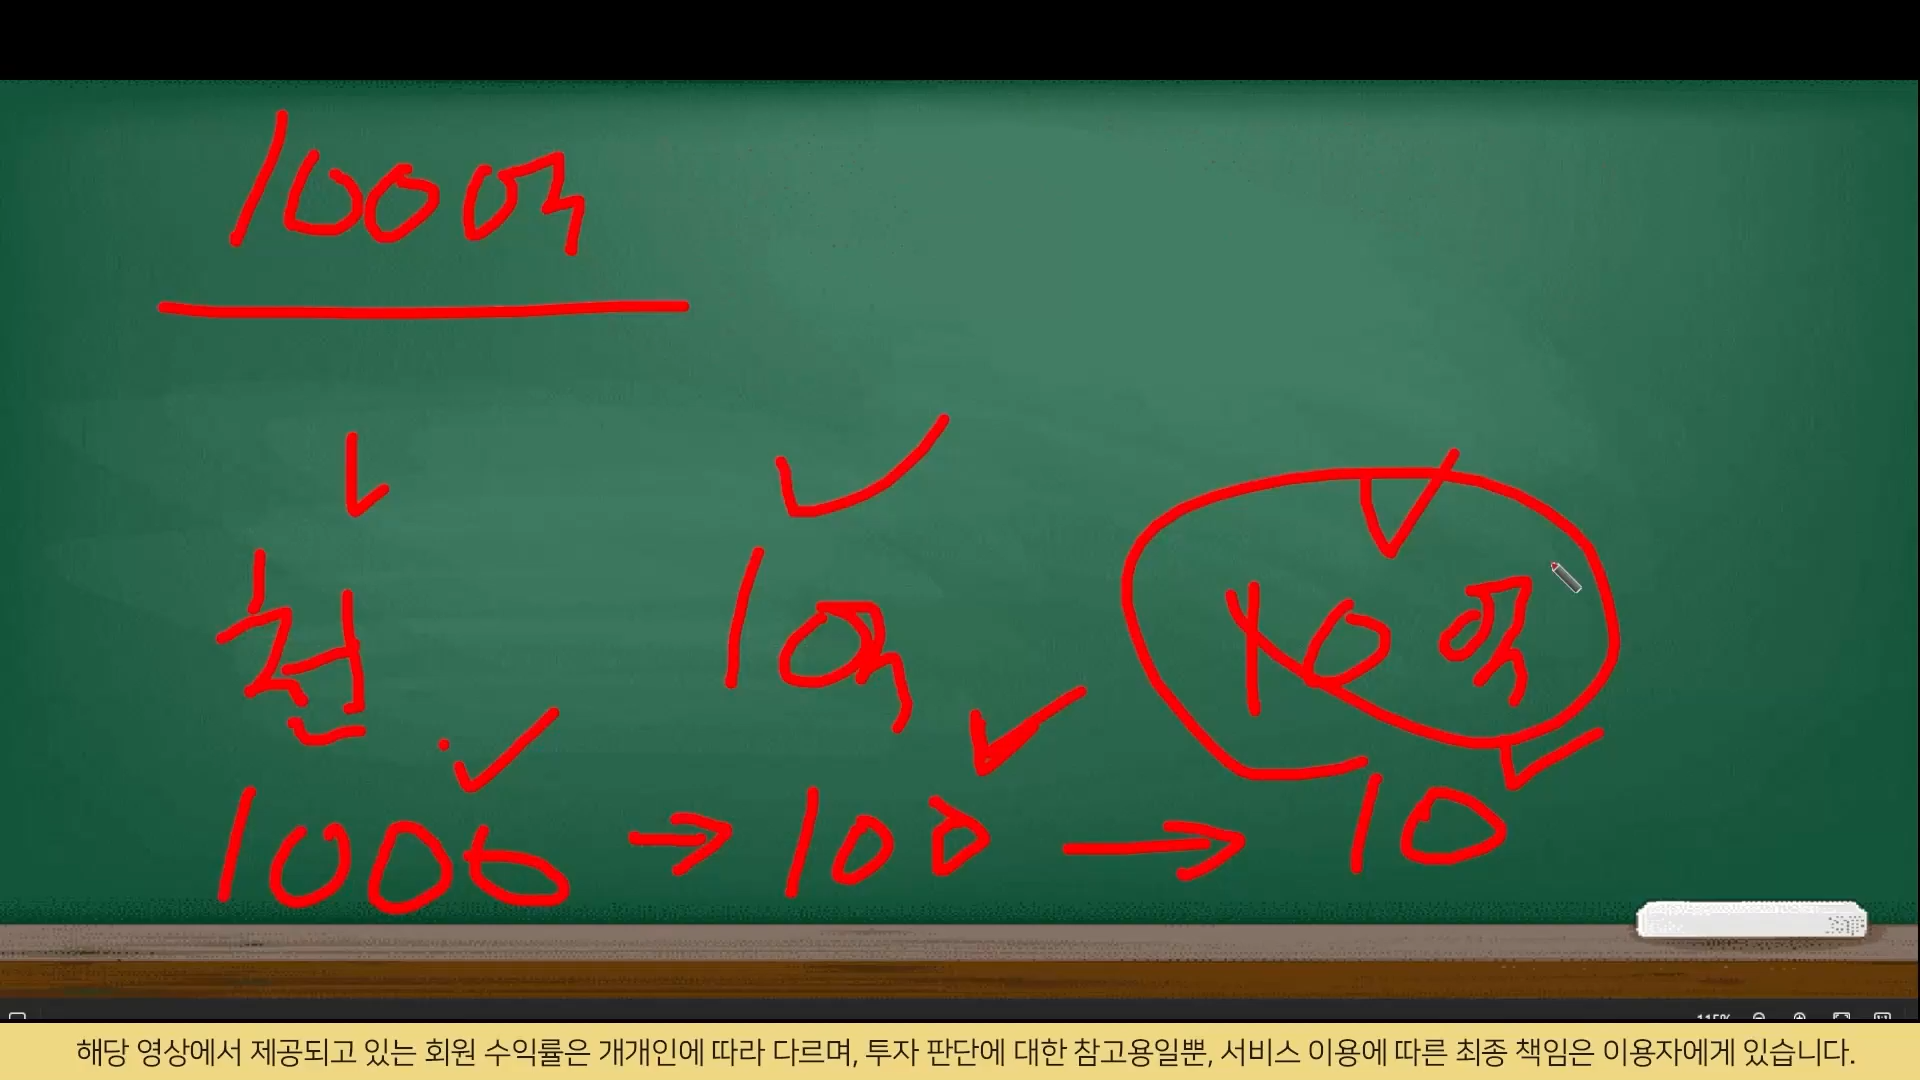 100억
천 1억 10억
1000 → 100 → 10
115%
해당 영상에서 제공되고 있는 회원 수익률은 개개인에 따라 다르며, 투자 판단에 대한 참고용일뿐, 서비스 이용에 따른 최종 책임은 이용자에게 있습니다.